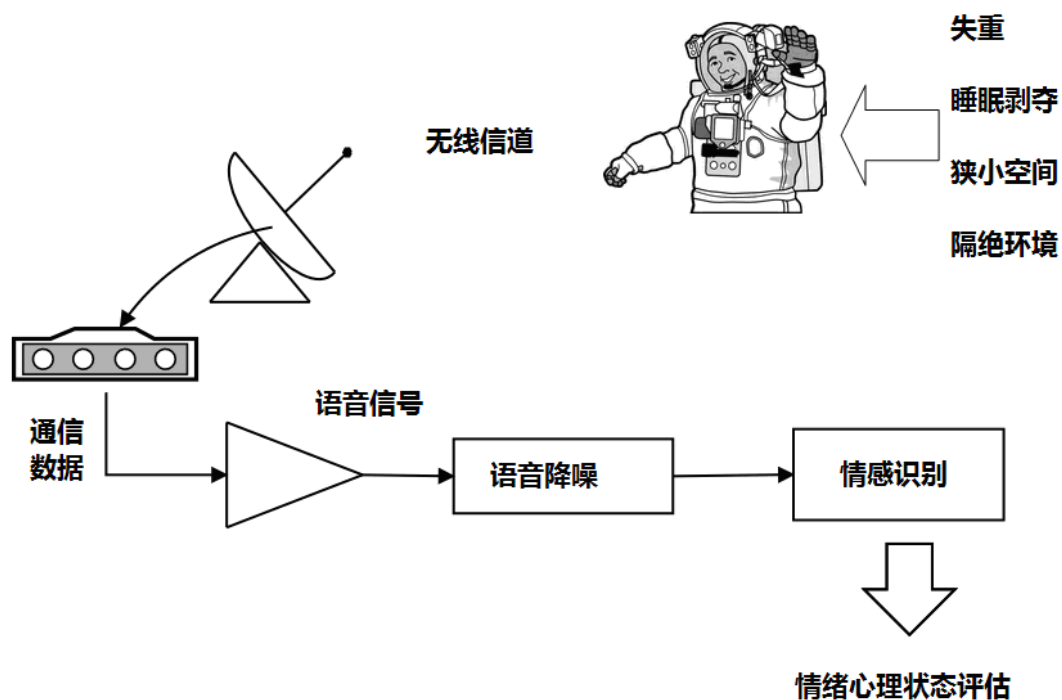 失重
睡眠剥夺
狭小空间
隔绝环境
无线信道
通信
数据
语音信号
语音降噪
情感识别
情绪心理状态评估